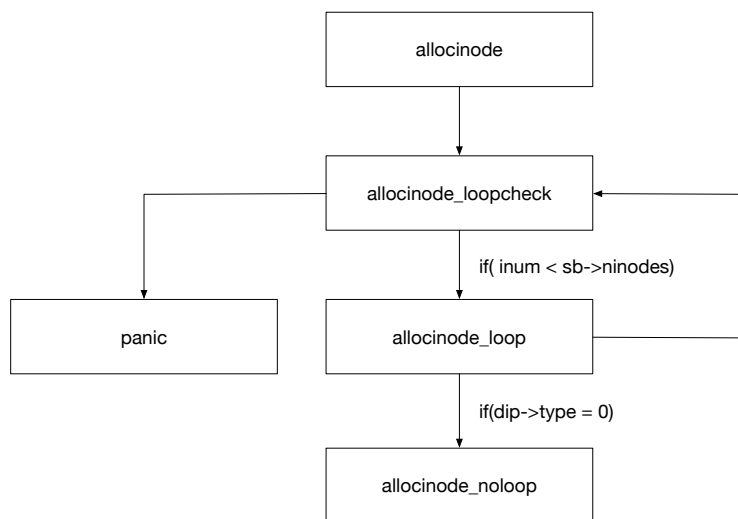 allocinode
allocinode_loopcheck
if( inum < sb->ninodes)
panic
allocinode_loop
if(dip->type = 0)
allocinode_noloop